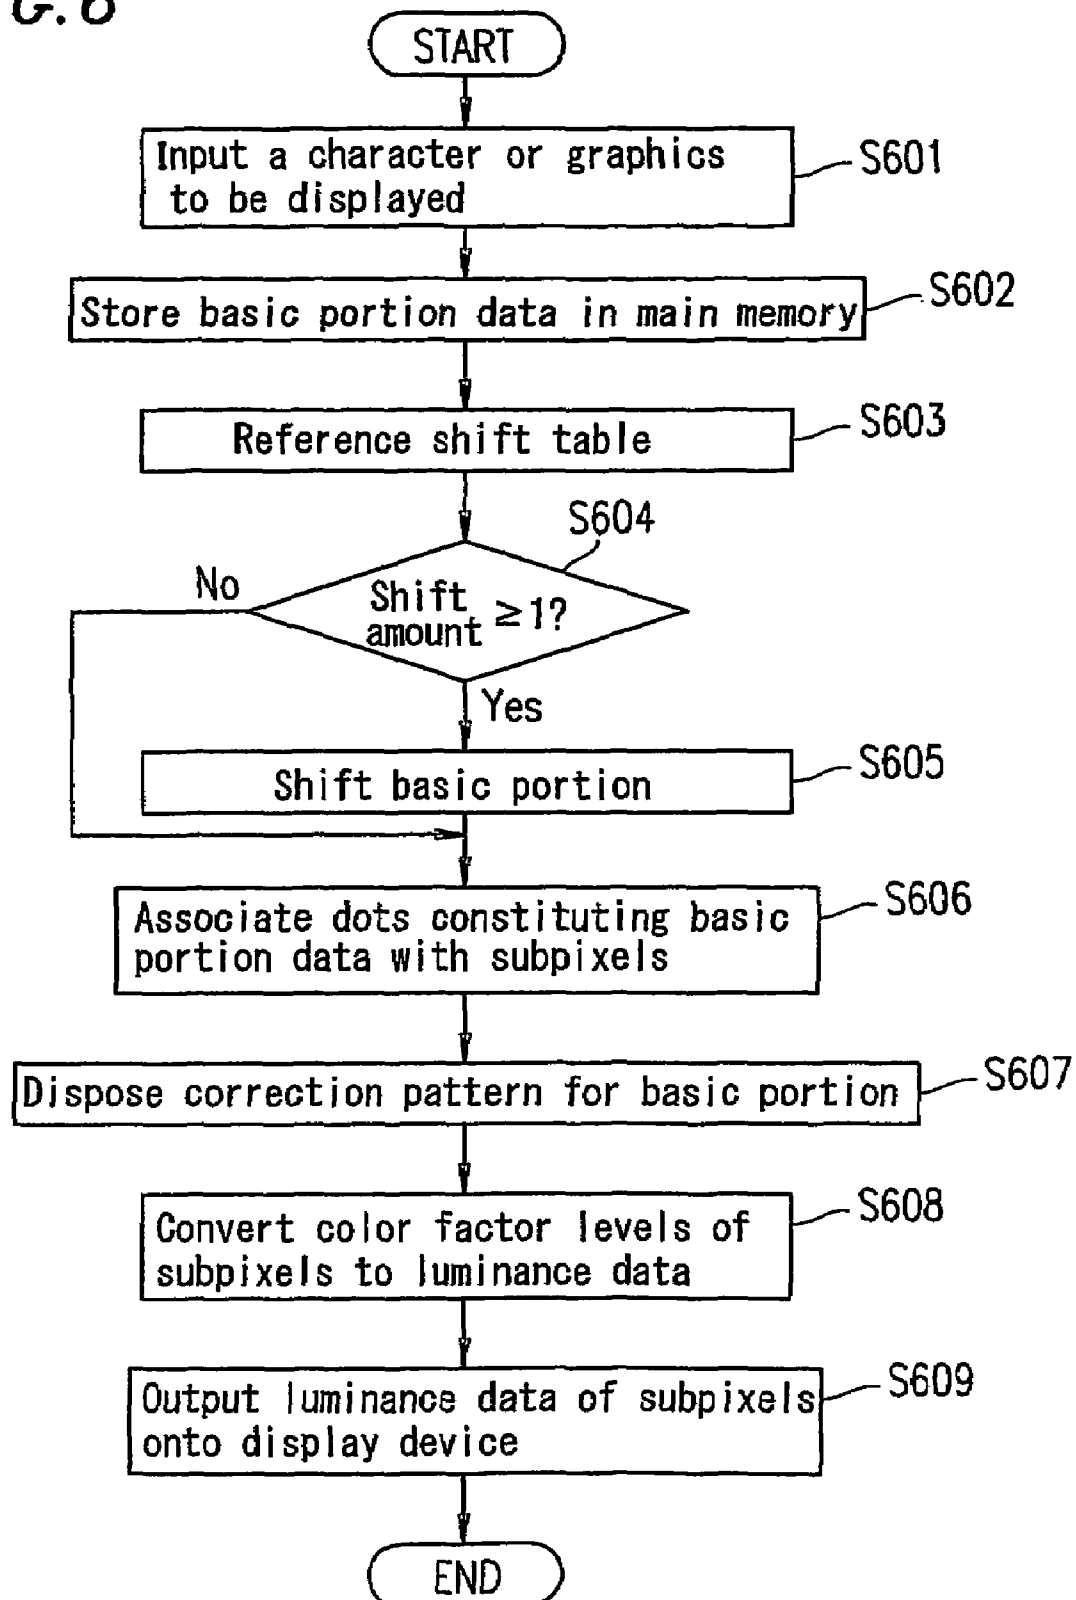 G. 6
START
Input a character or graphics
to be displayed
S601
Store basic portion data in main memory
S602
Reference shift table
S603
S604
No
Shift
amount ≥1?
Yes
Shift basic portion
S605
Associate dots constituting basic
portion data with subpixels
S606
Dispose correction pattern for basic portion
S607
Convert color factor levels of
subpixels to luminance data
S608
Output luminance data of subpixels
onto display device
S609
END